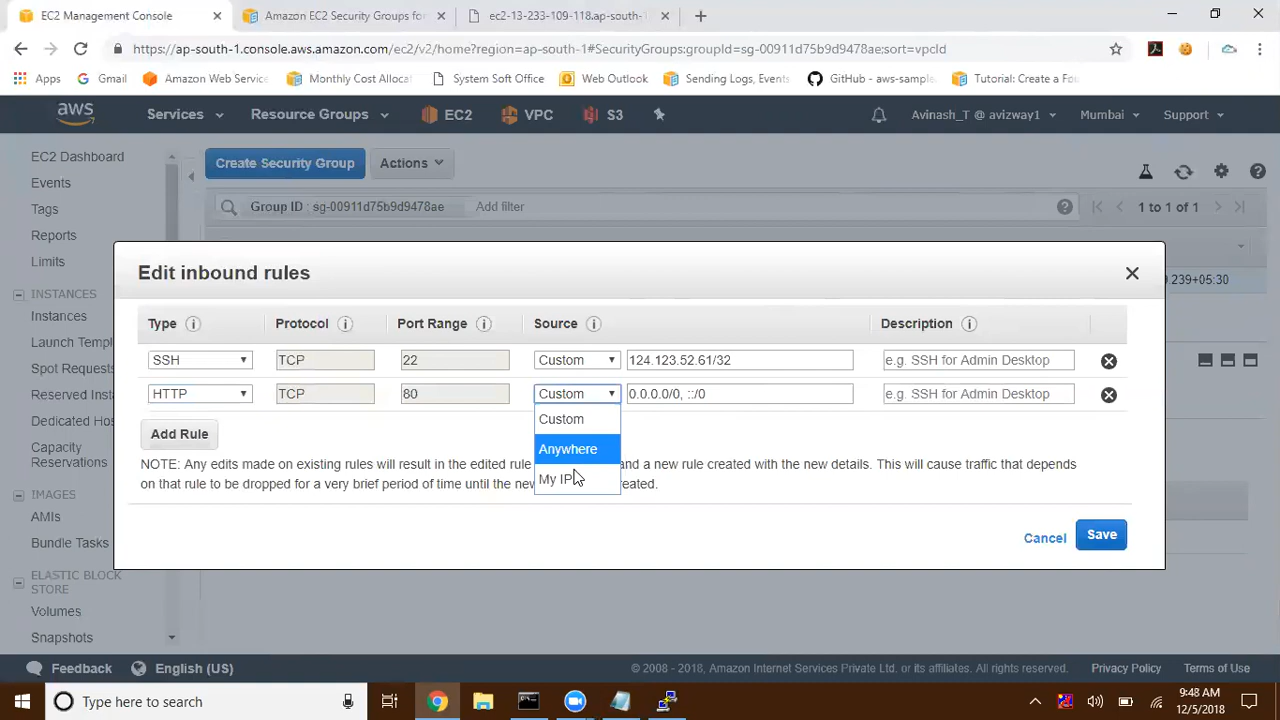 EC2 Management Console
Amazon EC2 Security Groups for
ec2-13-233-109-118.ap-south-
https://ap-south-1.console.aws.amazon.com/ec2/v2/home?region=ap-south-1#SecurityGroups:groupId=sg-00911d75b9d9478ae;sort=vpcId
Apps Gmail Amazon Web Service Monthly Cost Allocat System Soft Office Web Outlook Sending Logs, Events GitHub - aws-sample. Tutorial: Create a Fou
aws Services Resource Groups EC2 VPC S3 Avinash_T @ avizway1 Mumbai Support
EC2 Dashboard
Events
Tags
Reports
Limits
INSTANCES
Instances
Launch Templ
Spot Requests
Reserved Inst
Dedicated Hos
Capacity
Reservations
IMAGES
AMIs
Bundle Tasks
ELASTIC BLOCK
STORE
Volumes
Snapshots
Create Security Group Actions
Group ID : sg-00911d75b9d9478ae Add filter 1 to 1 of 1
.239+05:30
Edit inbound rules
Type Protocol Port Range Source Description
SSH TCP 22 Custom 124.123.52.61/32 e.g. SSH for Admin Desktop
HTTP TCP 80 Custom 0.0.0.0/0, ::/0 e.g. SSH for Admin Desktop
Custom
Anywhere
My IP
Add Rule
NOTE: Any edits made on existing rules will result in the edited rule and a new rule created with the new details. This will cause traffic that depends
on that rule to be dropped for a very brief period of time until the new created.
Cancel Save
Feedback English (US) © 2008 - 2018, Amazon Internet Services Private Ltd. or its affiliates. All rights reserved. Privacy Policy Terms of Use
Type here to search
9:48 AM
12/5/2018